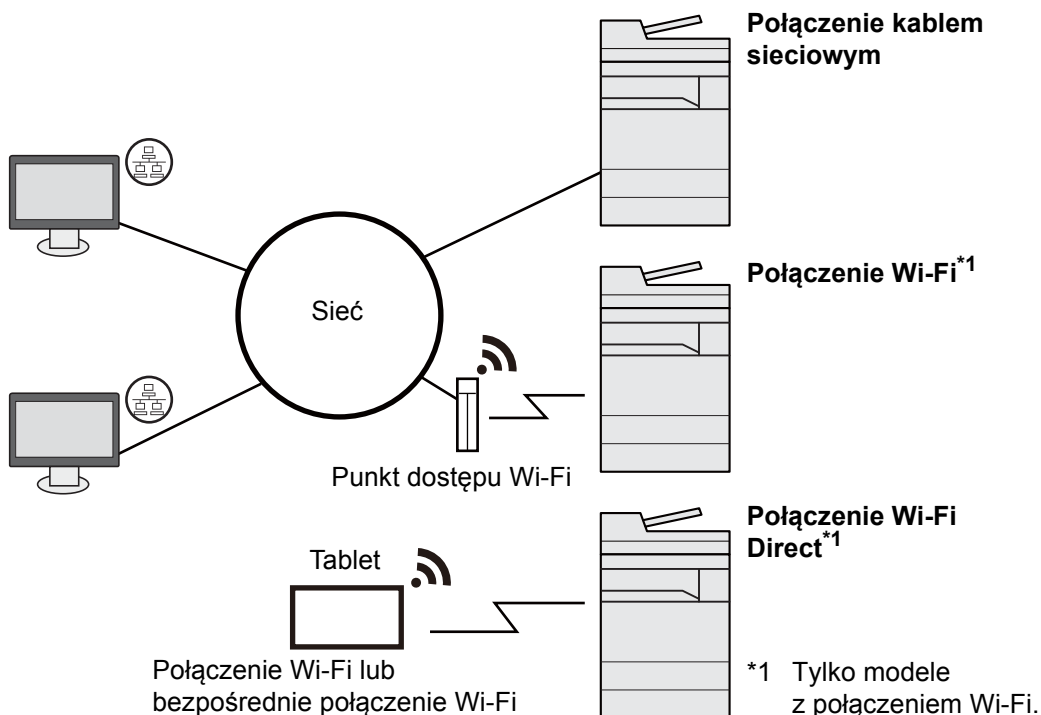 Połączenie kablem
sieciowym
Sieć
Połączenie Wi-Fi*1
Punkt dostępu Wi-Fi
Połączenie Wi-Fi
Direct*1
Tablet
Połączenie Wi-Fi lub
bezpośrednie połączenie Wi-Fi
*1 Tylko modele
z połączeniem Wi-Fi.